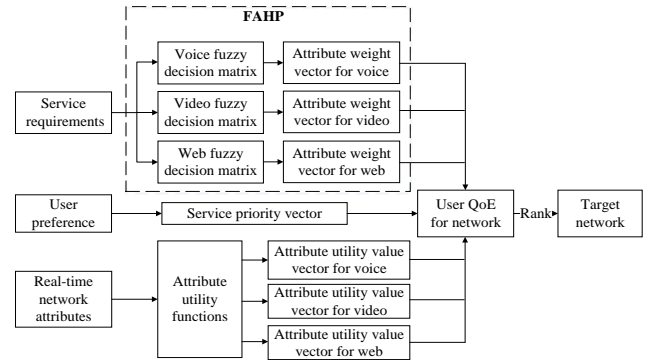 FAHP
Voice fuzzy
decision matrix
Attribute weight
vector for voice
Service
requirements
Video fuzzy
decision matrix
Attribute weight
vector for video
Web fuzzy
decision matrix
Attribute weight
vector for web
User
preference
Service priority vector
User QoE
for network
Rank
Target
network
Real-time
network
attributes
Attribute
utility
functions
Attribute utility value
vector for voice
Attribute utility value
vector for video
Attribute utility value
vector for web